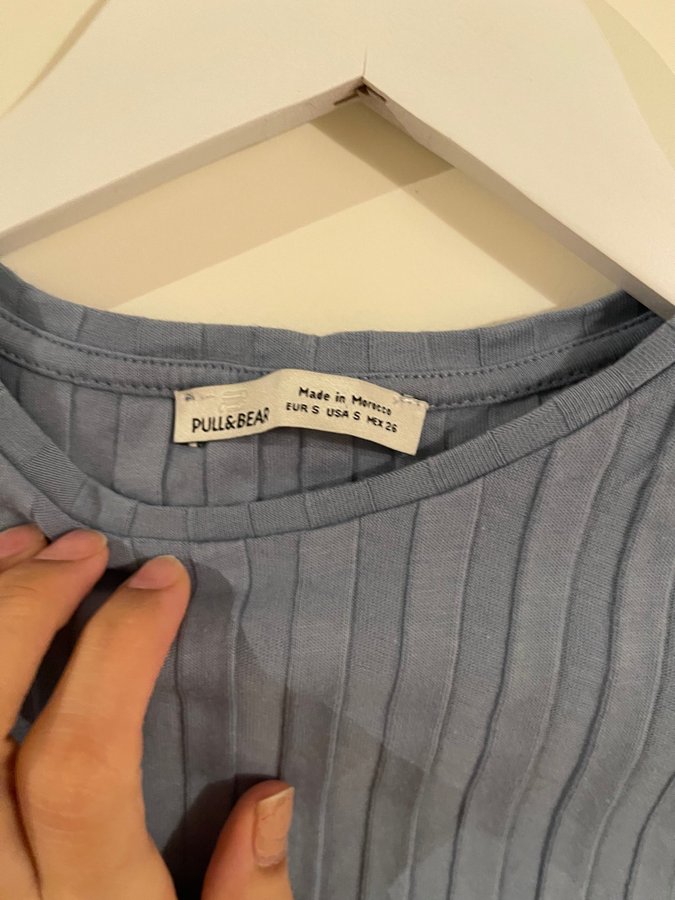 PULL&BEAR
Made in Morocco
EUR S USA S MEX 26